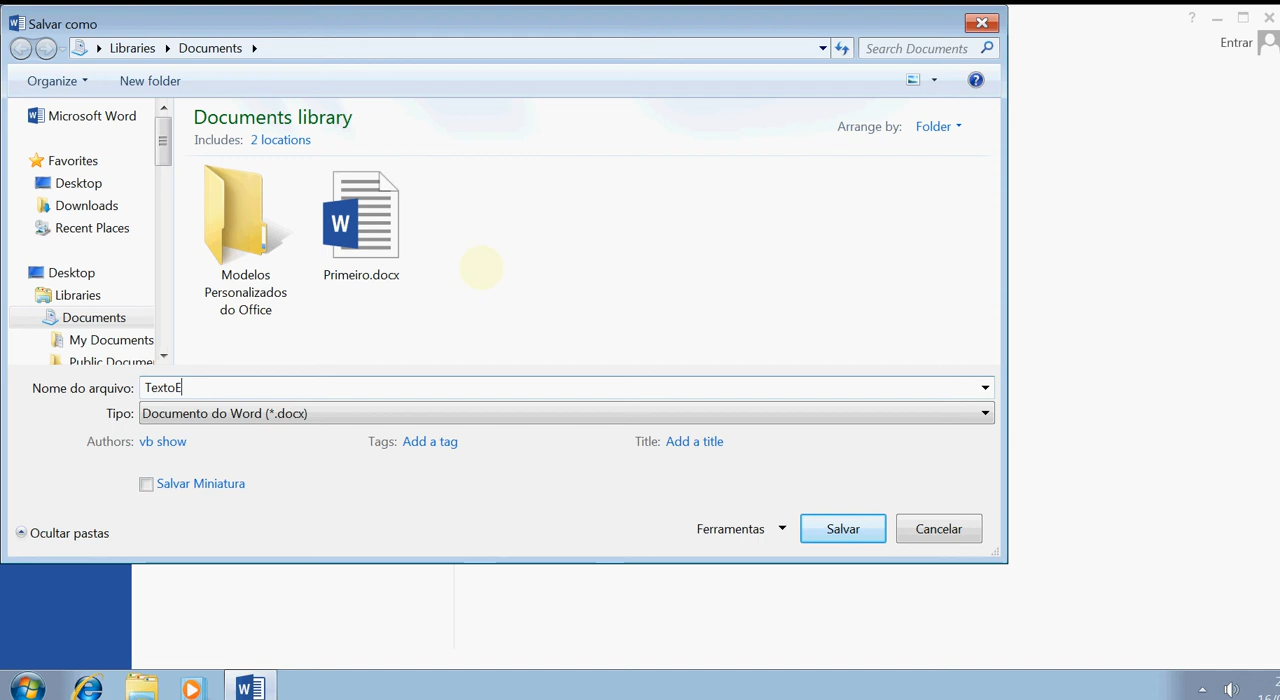 Salvar como
Entrar
Libraries Documents
Search Documents
Organize New folder
Microsoft Word
Favorites
Desktop
Downloads
Recent Places
Desktop
Libraries
Documents
My Documents
Documents library
Includes: 2 locations
Arrange by: Folder
W
Modelos
Personalizados
do Office
Primeiro.docx
Nome do arquivo: TextoE
Tipo: Documento do Word (*.docx)
Authors: vb show Tags: Add a tag Title: Add a title
Salvar Miniatura
Ocultar pastas
Ferramentas Salvar Cancelar